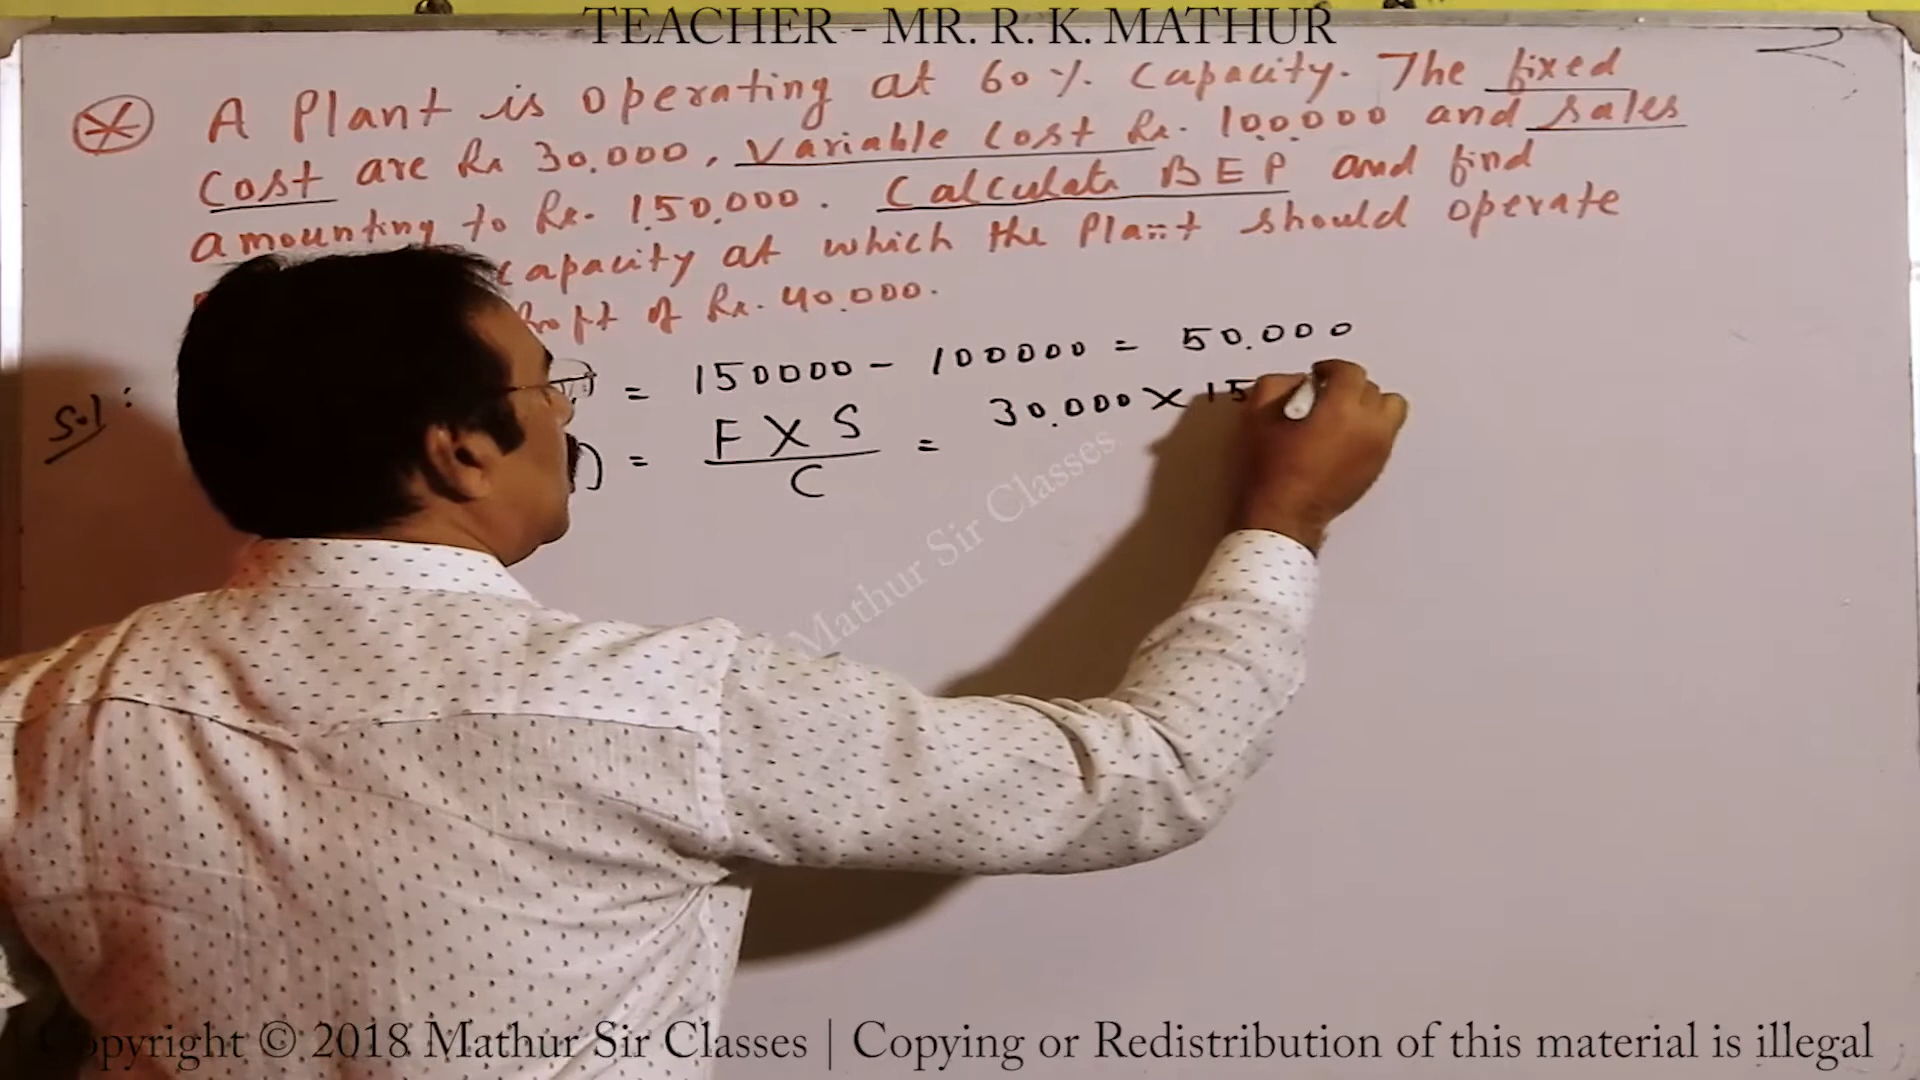 TEACHER - MR. R. K. MATHUR
A Plant is operating at 60 %. Capacity. The fixed
Cost are Rs 30.000, Variable Cost Rs. 100.000 and sales
amounting to Rs. 1.50.000. Calculate BEP and find
capacity at which the Plant should operate
of Rs. 40.000.
Sol: = 150000 - 100000 = 50.000
) = F X S / C = 30.000 X 15
Mathur Sir Classes
Copyright © 2018 Mathur Sir Classes | Copying or Redistribution of this material is illegal